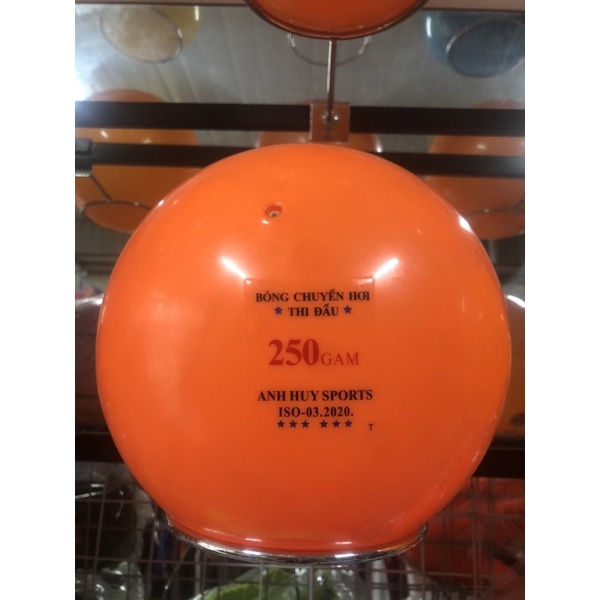 BÓNG CHUYỀN HƠI
★ THI ĐẤU ★
250GAM
ANH HUY SPORTS
ISO-03.2020.
★★★ ★★★
T